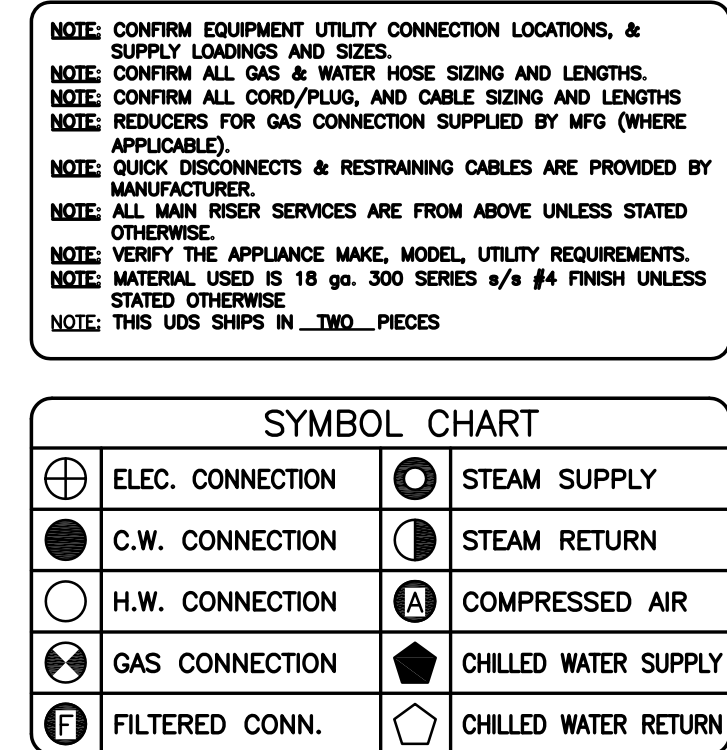 NOTE: CONFIRM EQUIPMENT UTILITY CONNECTION LOCATIONS, &
SUPPLY LOADINGS AND SIZES.
NOTE: CONFIRM ALL GAS & WATER HOSE SIZING AND LENGTHS.
NOTE: CONFIRM ALL CORD/PLUG, AND CABLE SIZING AND LENGTHS
NOTE: REDUCERS FOR GAS CONNECTION SUPPLIED BY MFG (WHERE
APPLICABLE).
NOTE: QUICK DISCONNECTS & RESTRAINING CABLES ARE PROVIDED BY
MANUFACTURER.
NOTE: ALL MAIN RISER SERVICES ARE FROM ABOVE UNLESS STATED
OTHERWISE.
NOTE: VERIFY THE APPLIANCE MAKE, MODEL, UTILITY REQUIREMENTS.
NOTE: MATERIAL USED IS 18 ga. 300 SERIES s/s #4 FINISH UNLESS
STATED OTHERWISE
NOTE: THIS UDS SHIPS IN TWO PIECES
SYMBOL CHART
ELEC. CONNECTION
STEAM SUPPLY
C.W. CONNECTION
STEAM RETURN
H.W. CONNECTION
A COMPRESSED AIR
GAS CONNECTION
CHILLED WATER SUPPLY
F FILTERED CONN.
CHILLED WATER RETURN